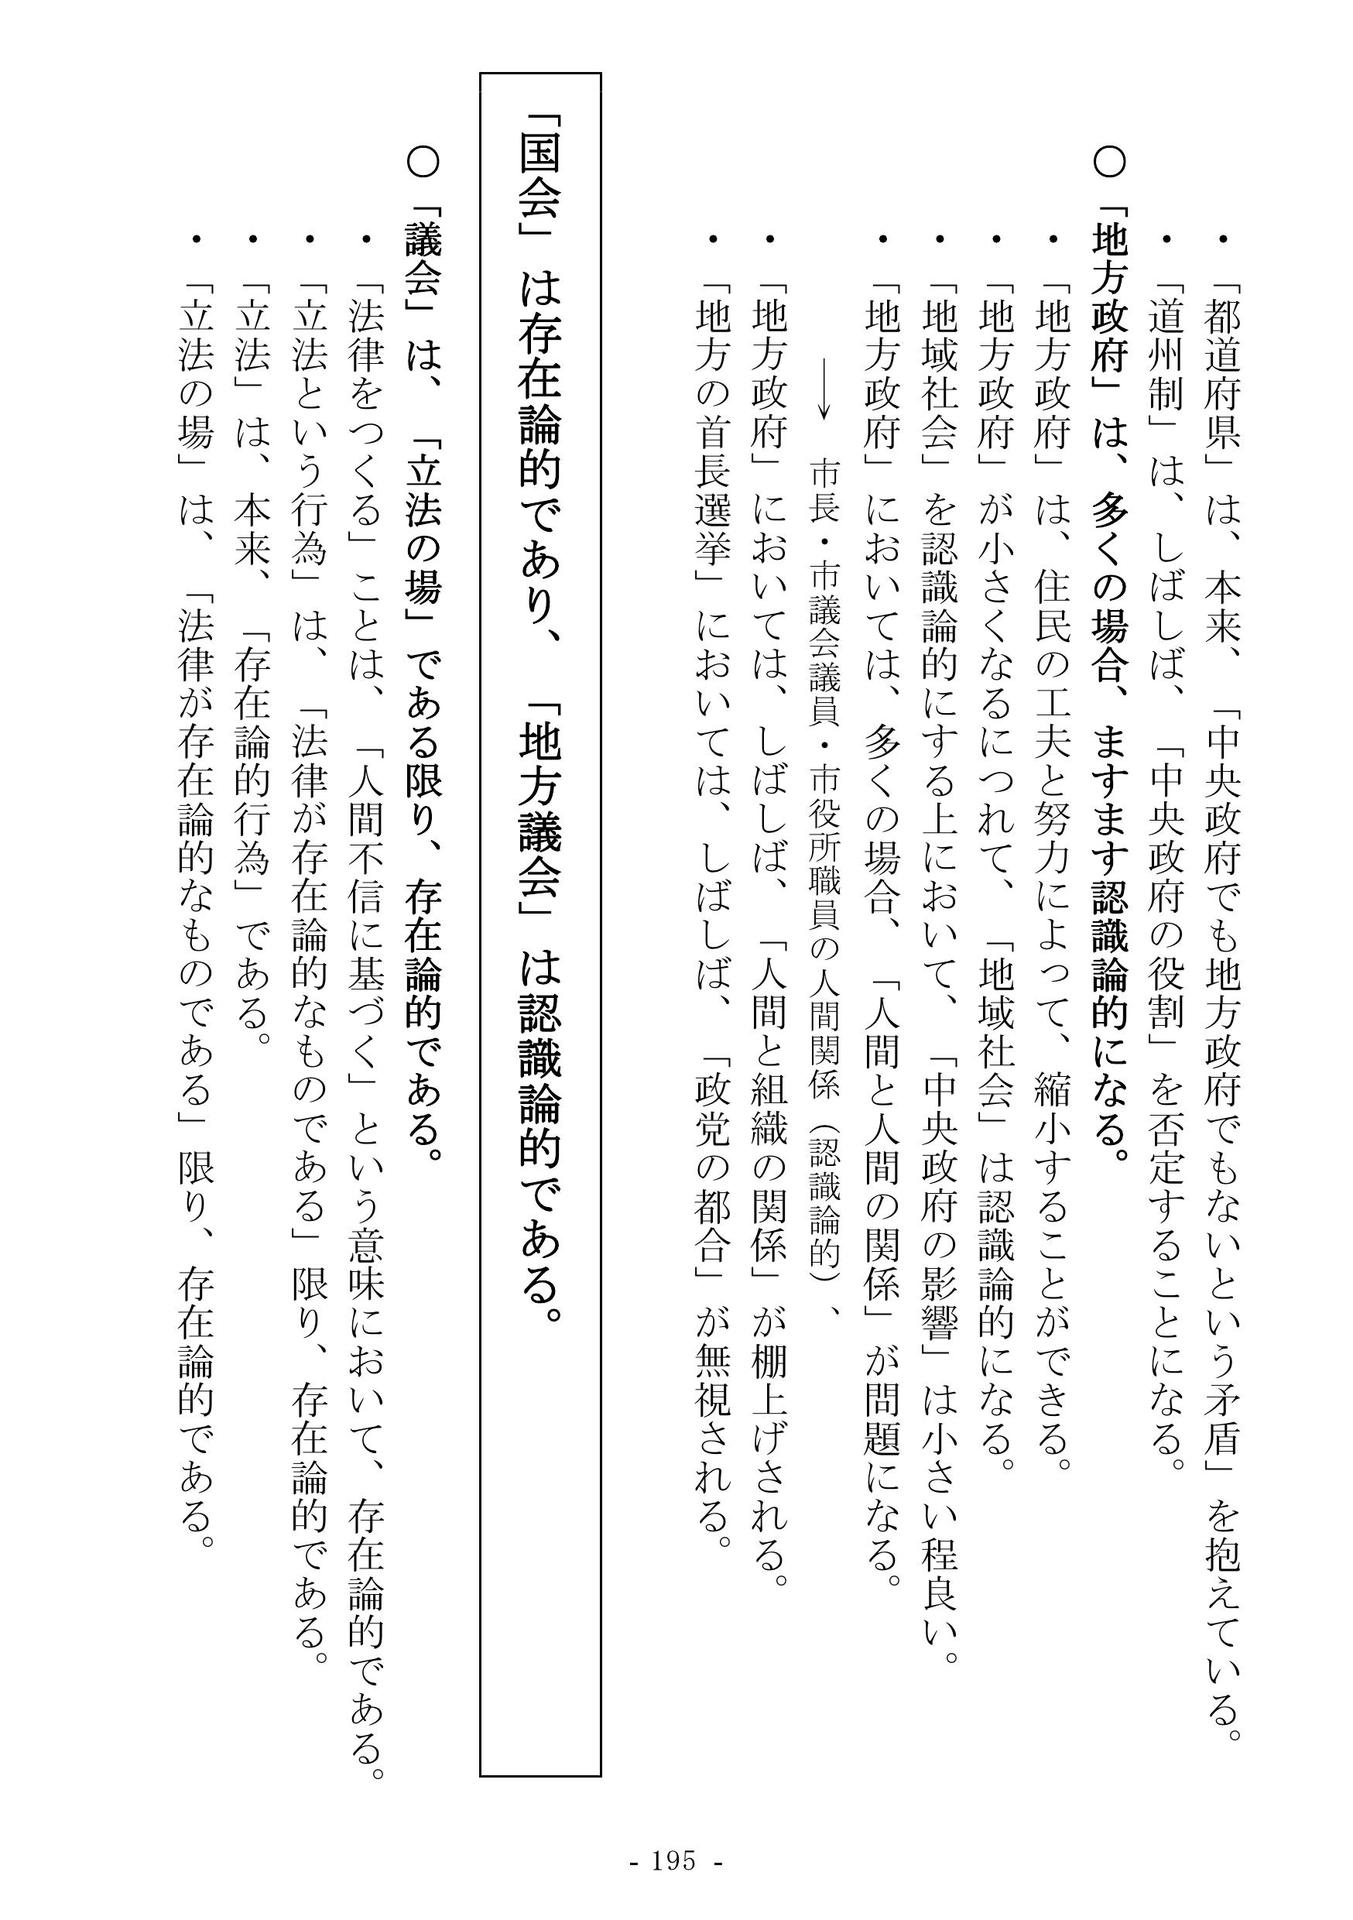 ・「都道府県」は、本来、「中央政府でも地方政府でもないという矛盾」を抱えている。
・「道州制」は、しばしば、「中央政府の役割」を否定することになる。
○「地方政府」は、多くの場合、ますます認識論的になる。
・「地方政府」は、住民の工夫と努力によって、縮小することができる。
・「地方政府」が小さくなるにつれて、「地域社会」は認識論的になる。
・「地域社会」を認識論的にする上において、「中央政府の影響」は小さい程良い。
・「地方政府」においては、多くの場合、「人間と人間の関係」が問題になる。
→ 市長・市議会議員・市役所職員の人間関係（認識論的）、
・「地方政府」においては、しばしば、「人間と組織の関係」が棚上げされる。
・「地方の首長選挙」においては、しばしば、「政党の都合」が無視される。
「国会」は存在論的であり、「地方議会」は認識論的である。
○「議会」は、「立法の場」である限り、存在論的である。
・「法律をつくる」ことは、「人間不信に基づく」という意味において、存在論的である。
・「立法という行為」は、「法律が存在論的なものである」限り、存在論的である。
・「立法」は、本来、「存在論的行為」である。
・「立法の場」は、「法律が存在論的なものである」限り、存在論的である。
- 195 -